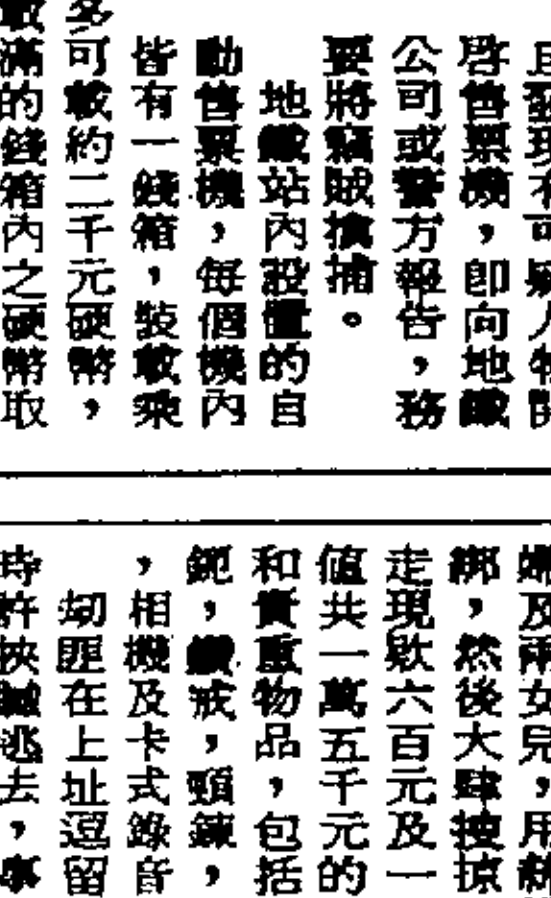 且發現有可疑人物開
啓售票機，即向地鐵
公司或警方報告，務
要將竊賊擒捕。
地鐵站內設置的自
動售票機，每個機內
皆有一錢箱，裝載乘
多可載約二千元硬幣，
載滿的錢箱內之硬幣取
婦及兩女兒，用
綁，然後大肆搜掠
走現款六百元及一
值共一萬五千元的
和貴重物品，包括
鈪，鑽戒，頸鍊，
，相機及卡式錄音
刼匪在上址逗留
時許挾贓逃去，事